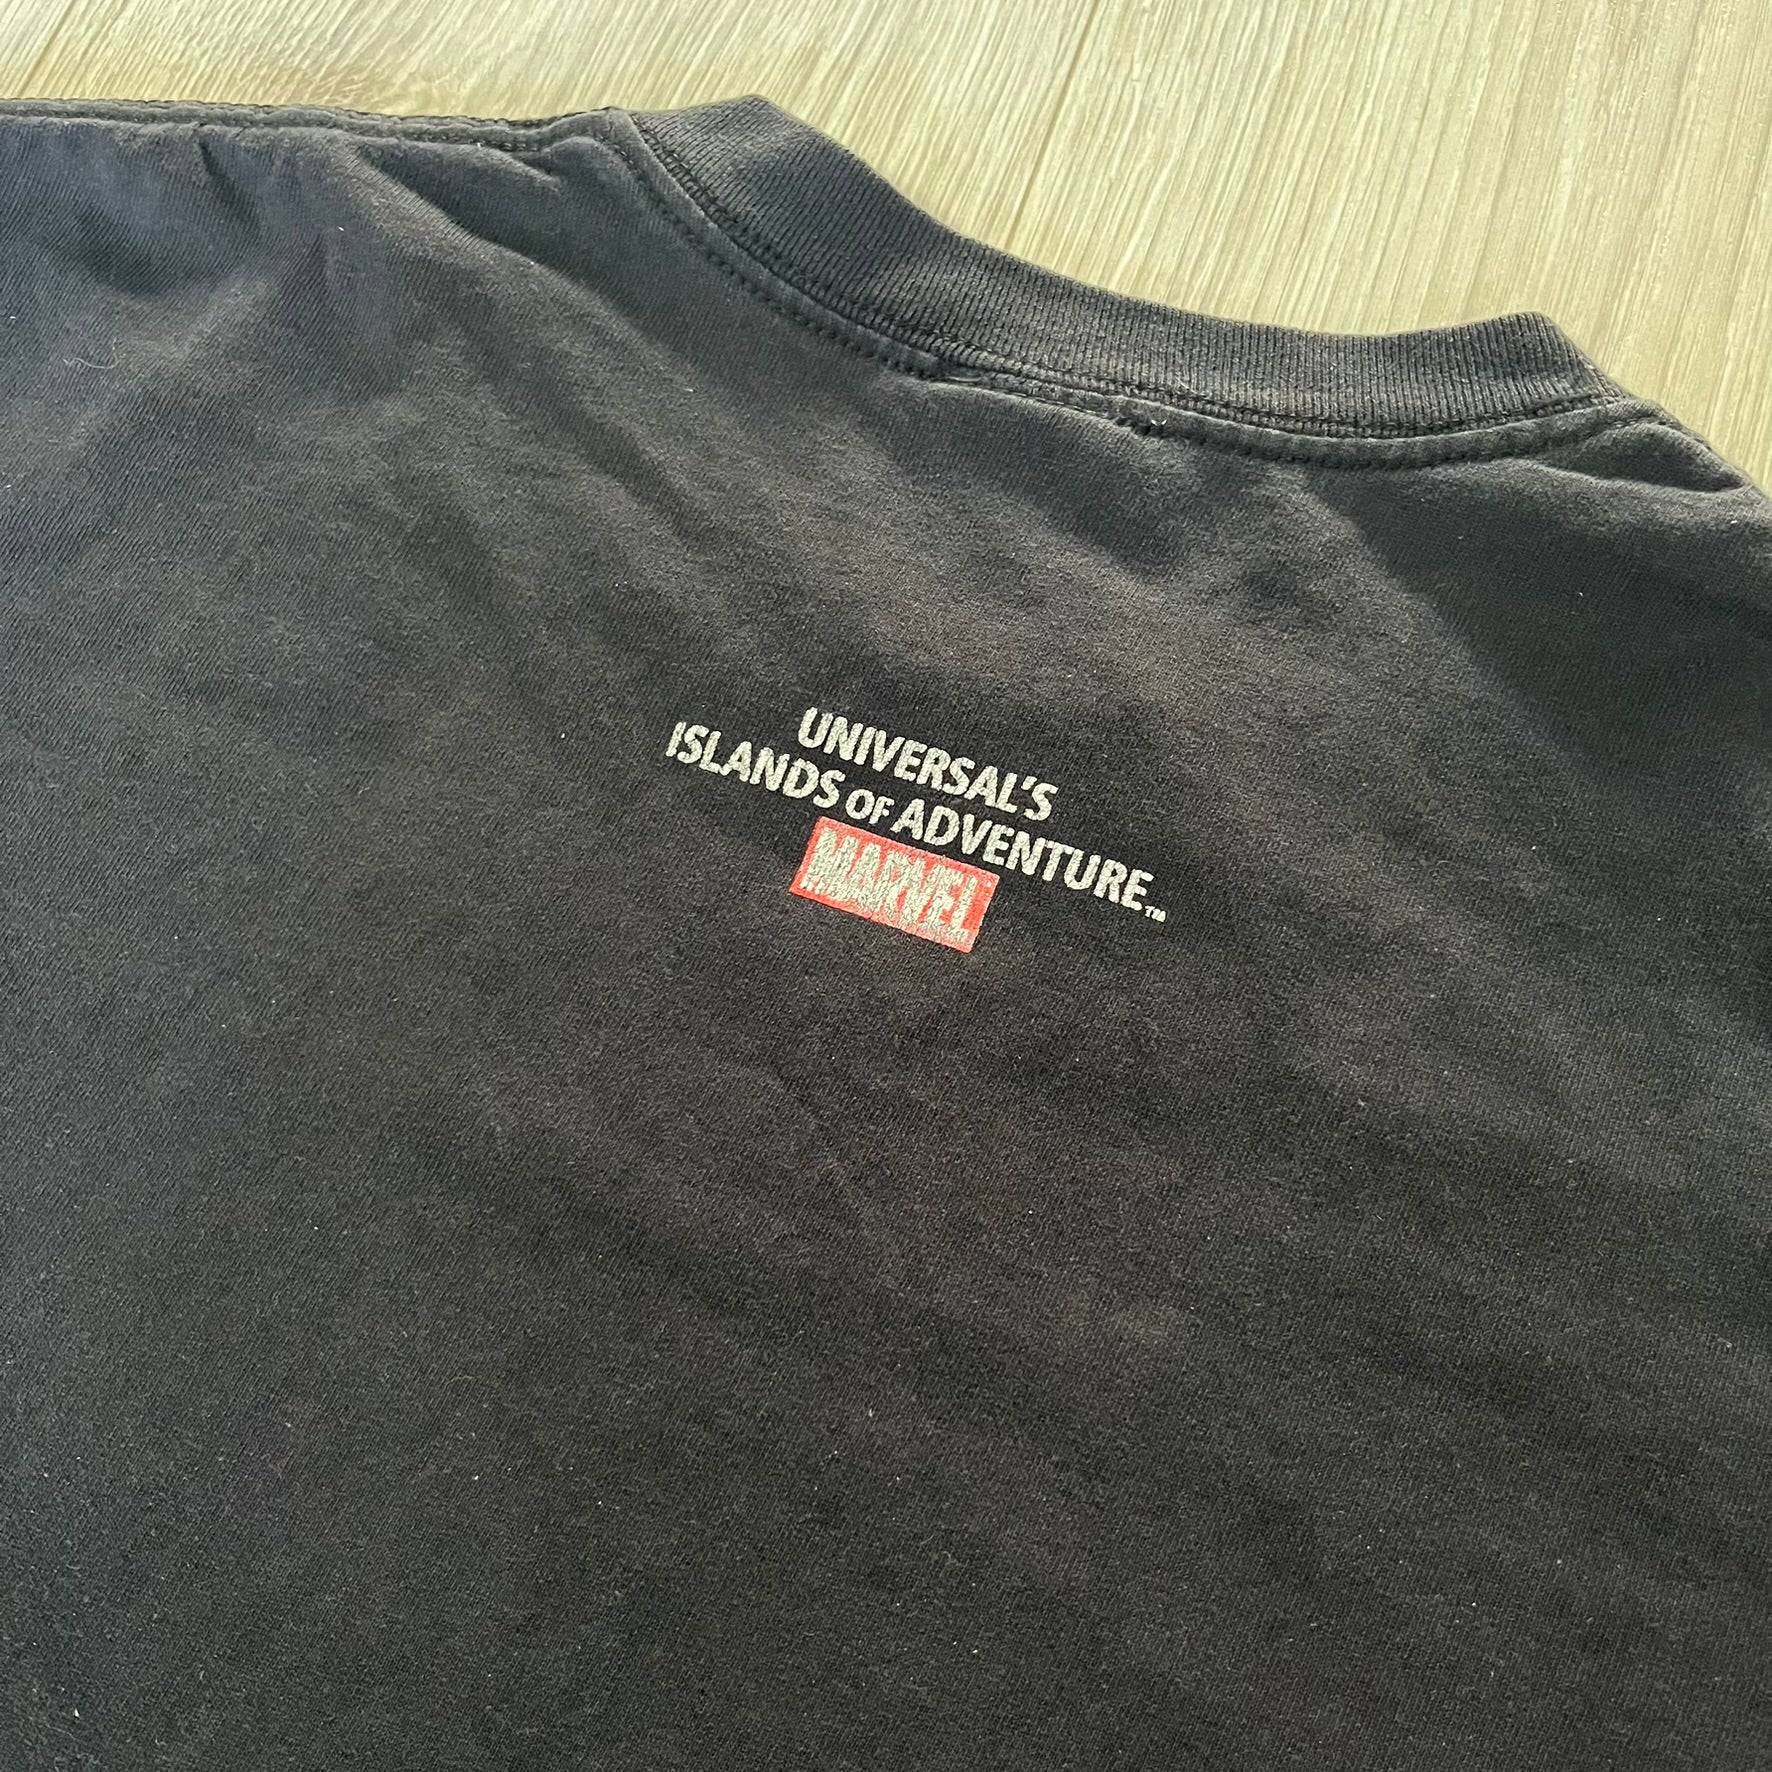 UNIVERSAL'S
ISLANDS OF ADVENTURE™
MARVEL